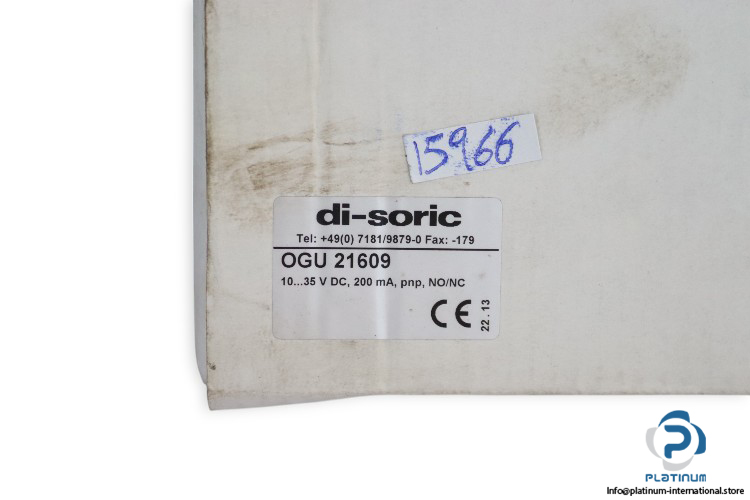 15966
di-soric
Tel: +49(0) 7181/9879-0 Fax: -179
OGU 21609
10...35 V DC, 200 mA, pnp, NO/NC
CE
22.13
PLATINUM
Info@platinum-international.store